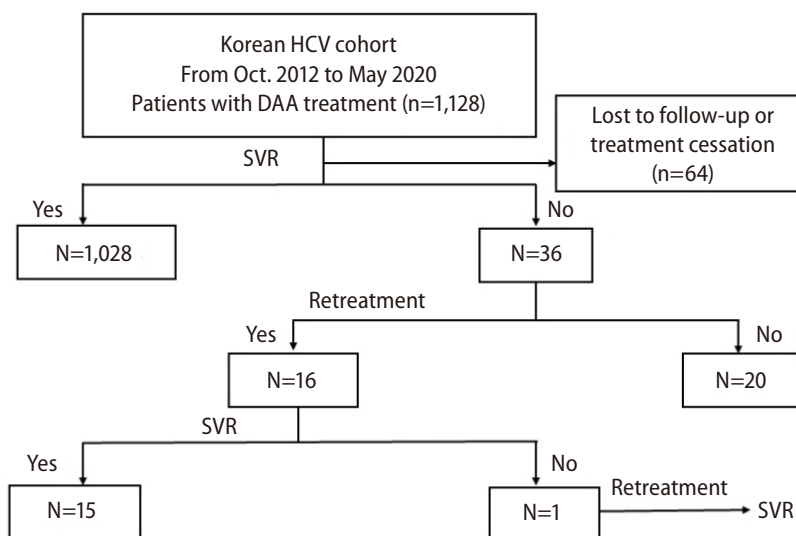 Korean HCV cohort
From Oct. 2012 to May 2020
Patients with DAA treatment (n=1,128)
Lost to follow-up or
treatment cessation
(n=64)
SVR
Yes
No
N=1,028
N=36
Retreatment
Yes
No
N=16
N=20
SVR
Yes
No
N=15
N=1
Retreatment
SVR